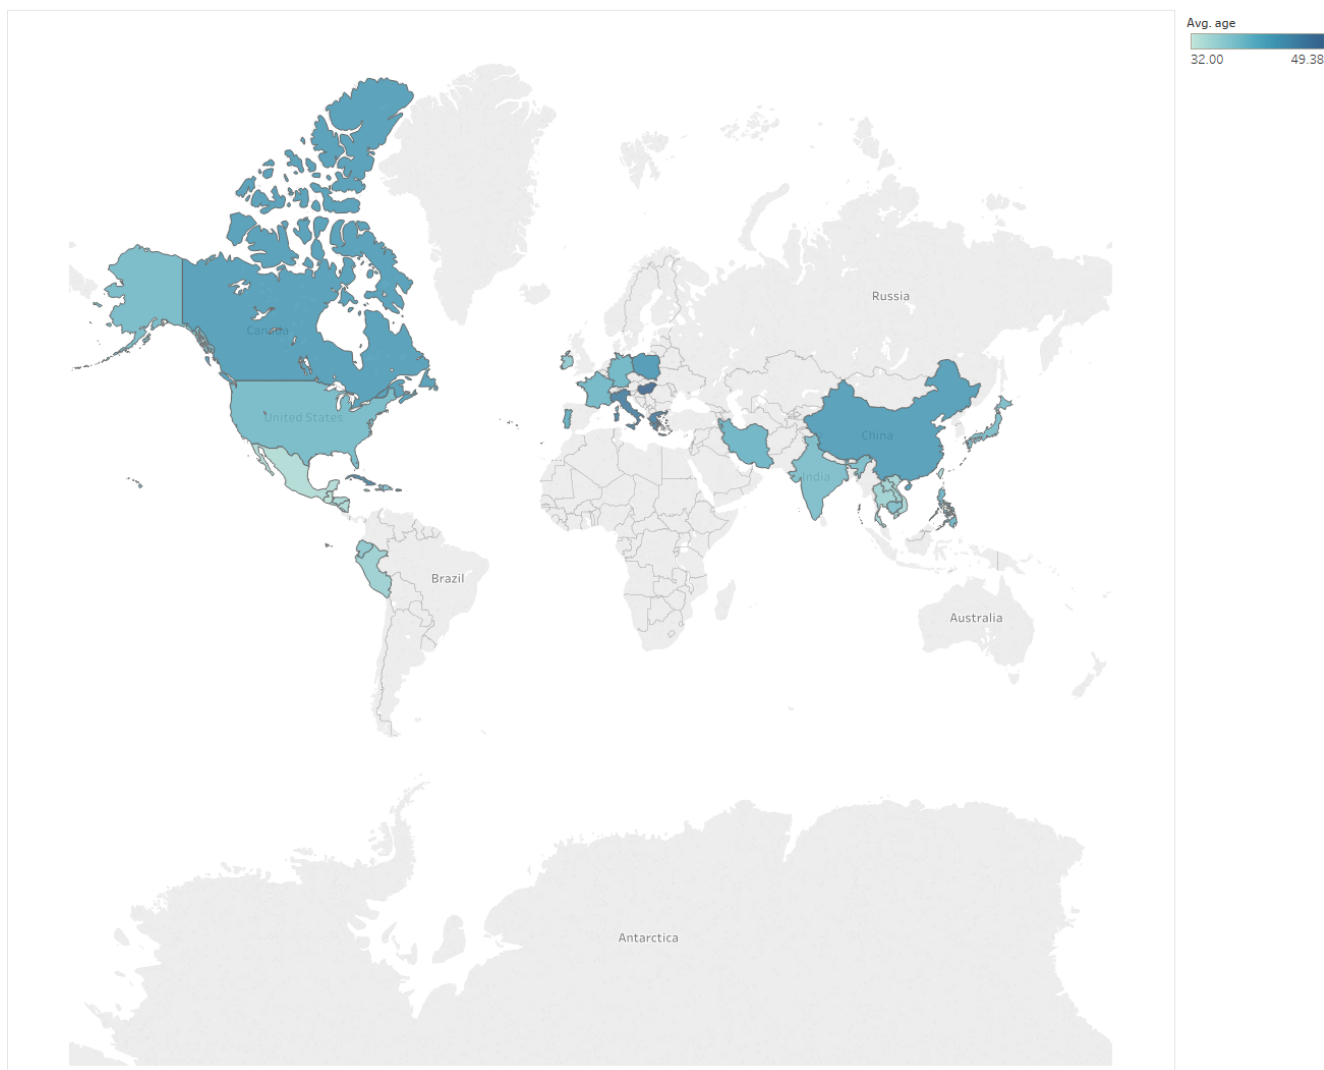 Avg. age
32.00 49.38
Russia
Canada
United States
China
India
Brazil
Australia
Antarctica